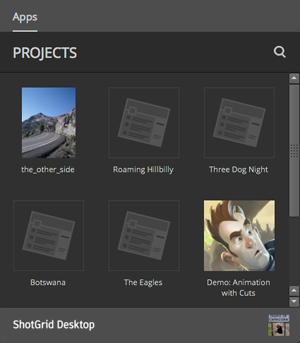 Apps
PROJECTS
the_other_side
Roaming Hillbilly
Three Dog Night
Botswana
The Eagles
Demo: Animation
with Cuts
ShotGrid Desktop